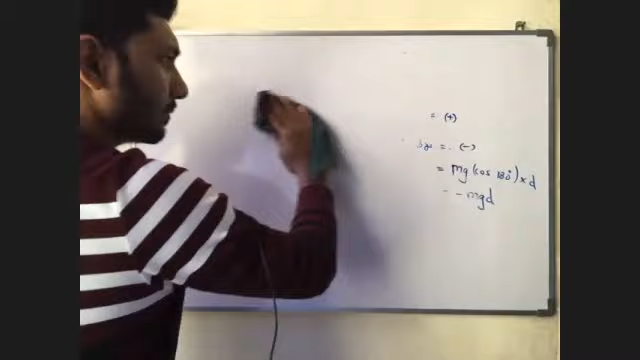 = (+)
= .. (-)
= mg (cos 180°) × d
= -mgd